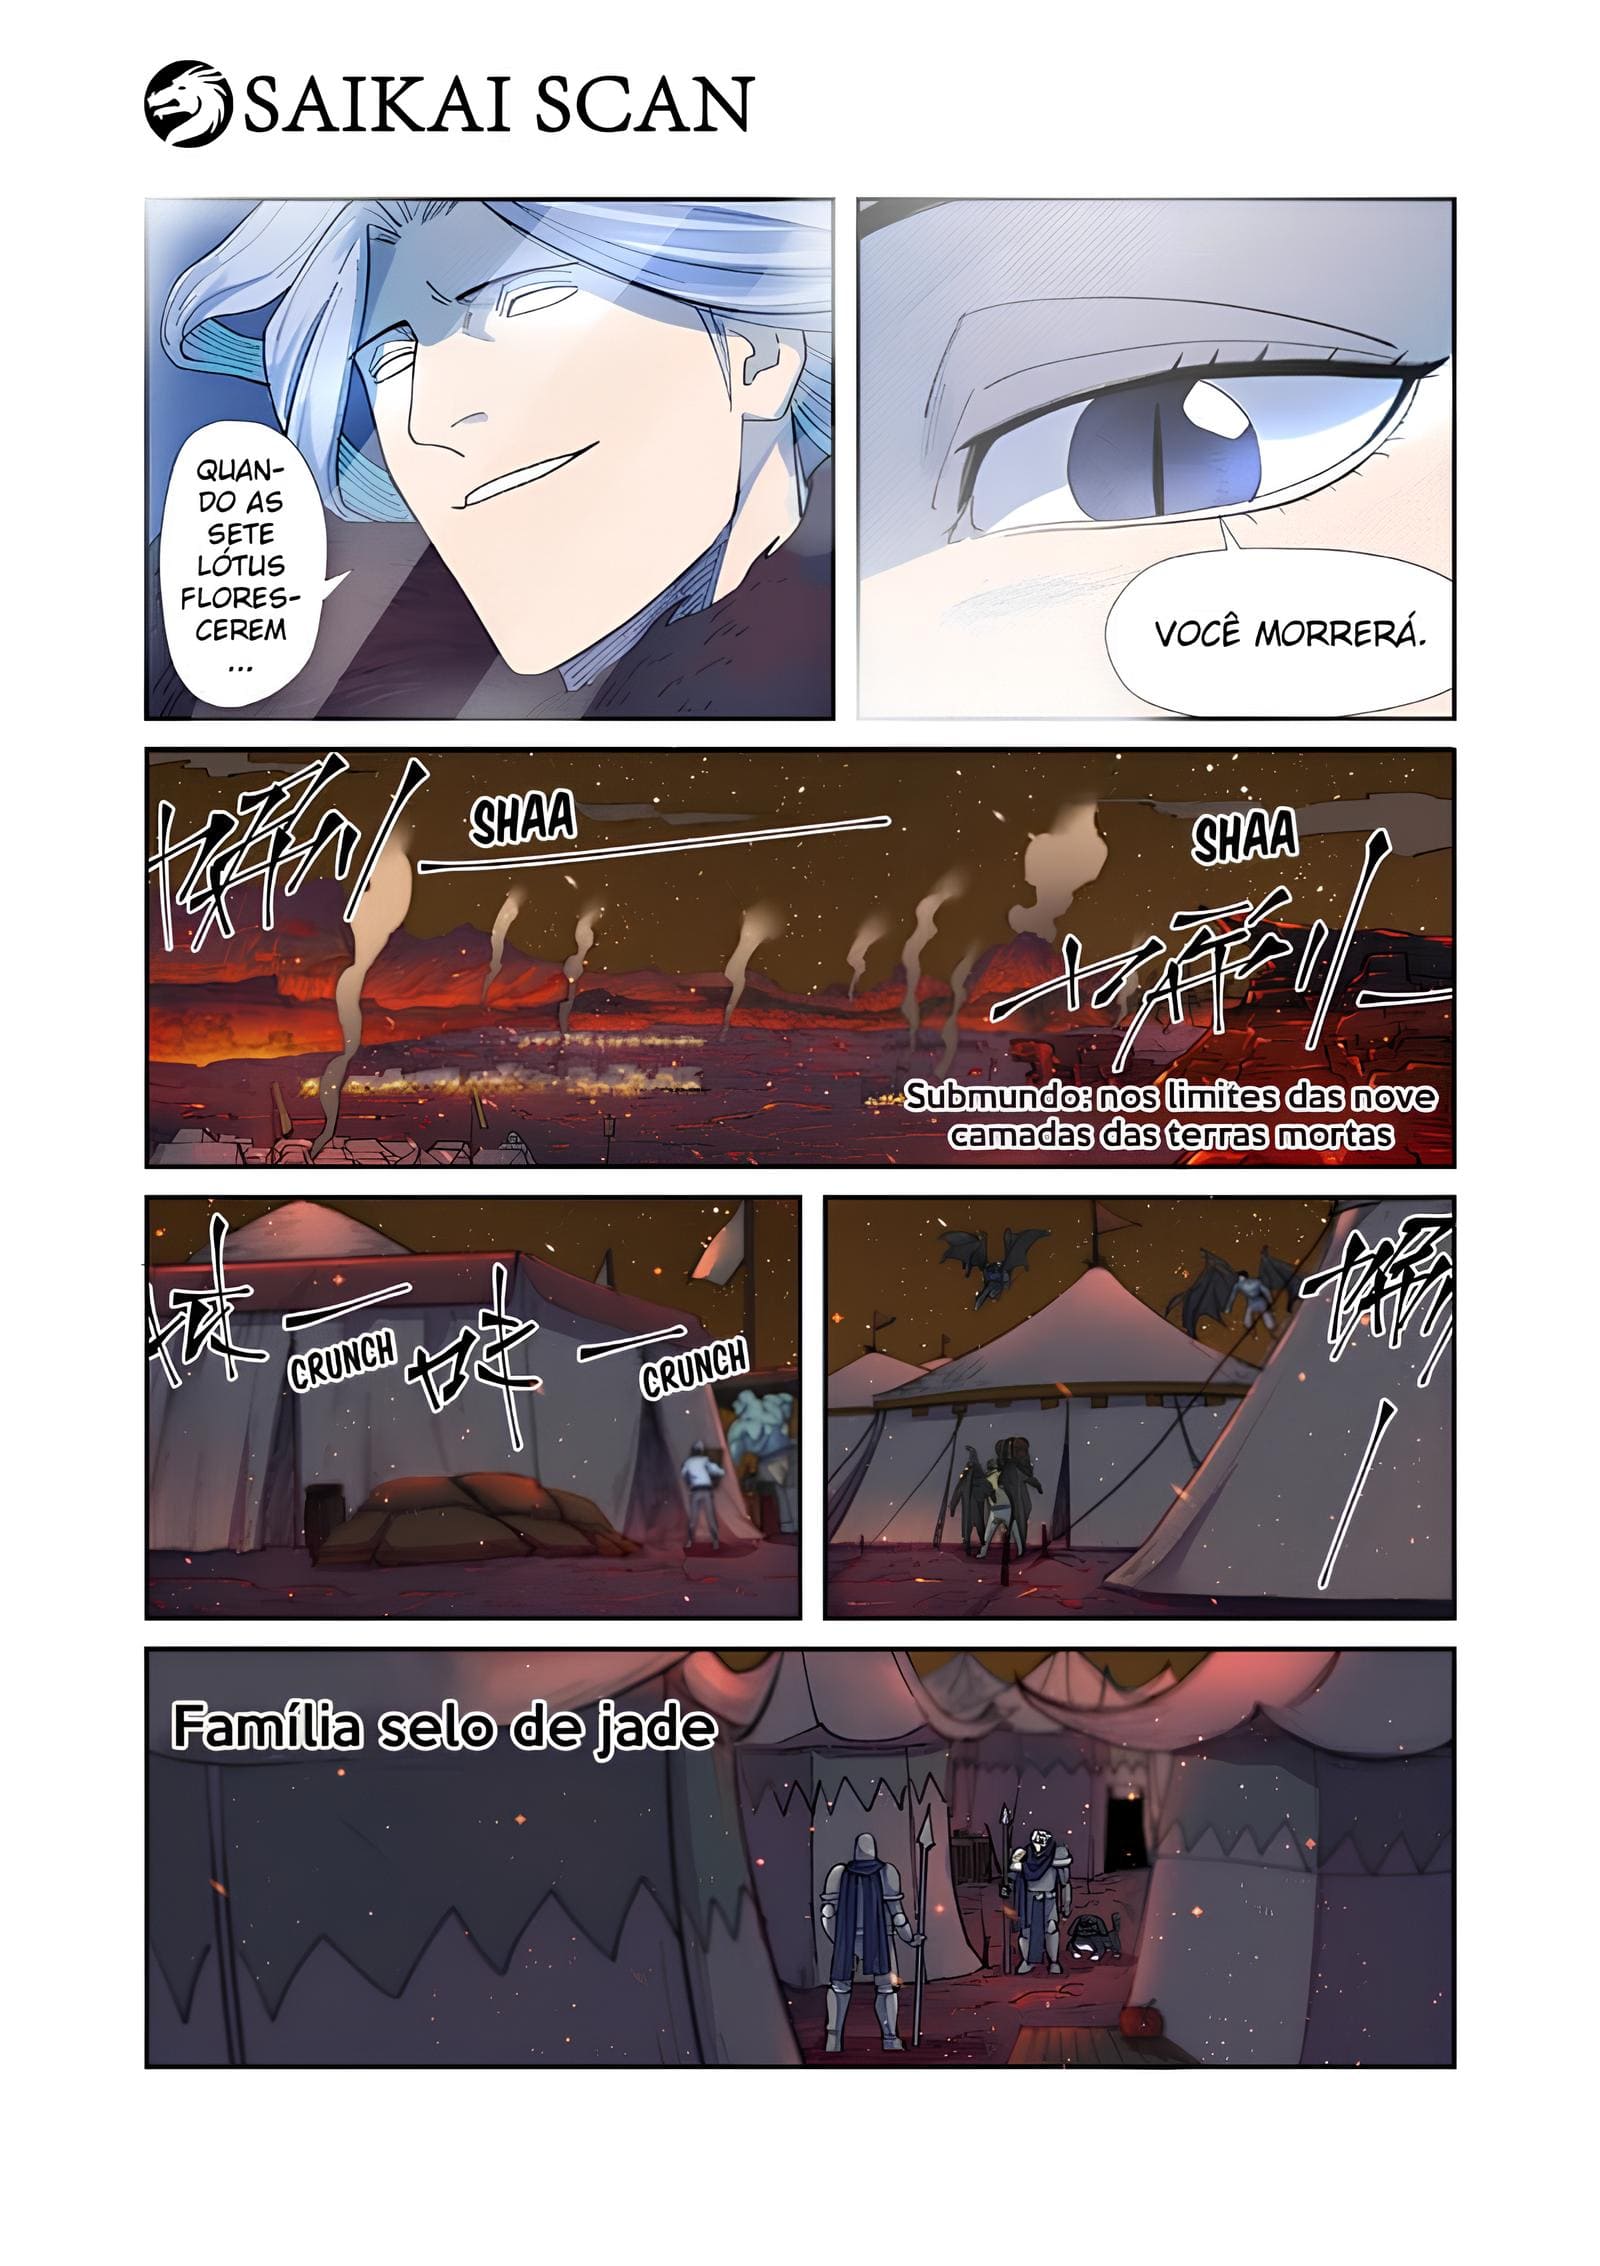 SAIKAI SCAN
QUAN-
DO AS
SETE
LÓTUS
FLORES-
CEREM
...
VOCÊ MORRERÁ.
SHAA
SHAA
Submundo: nos limites das nove
camadas das terras mortas
CRUNCH
CRUNCH
Família selo de jade